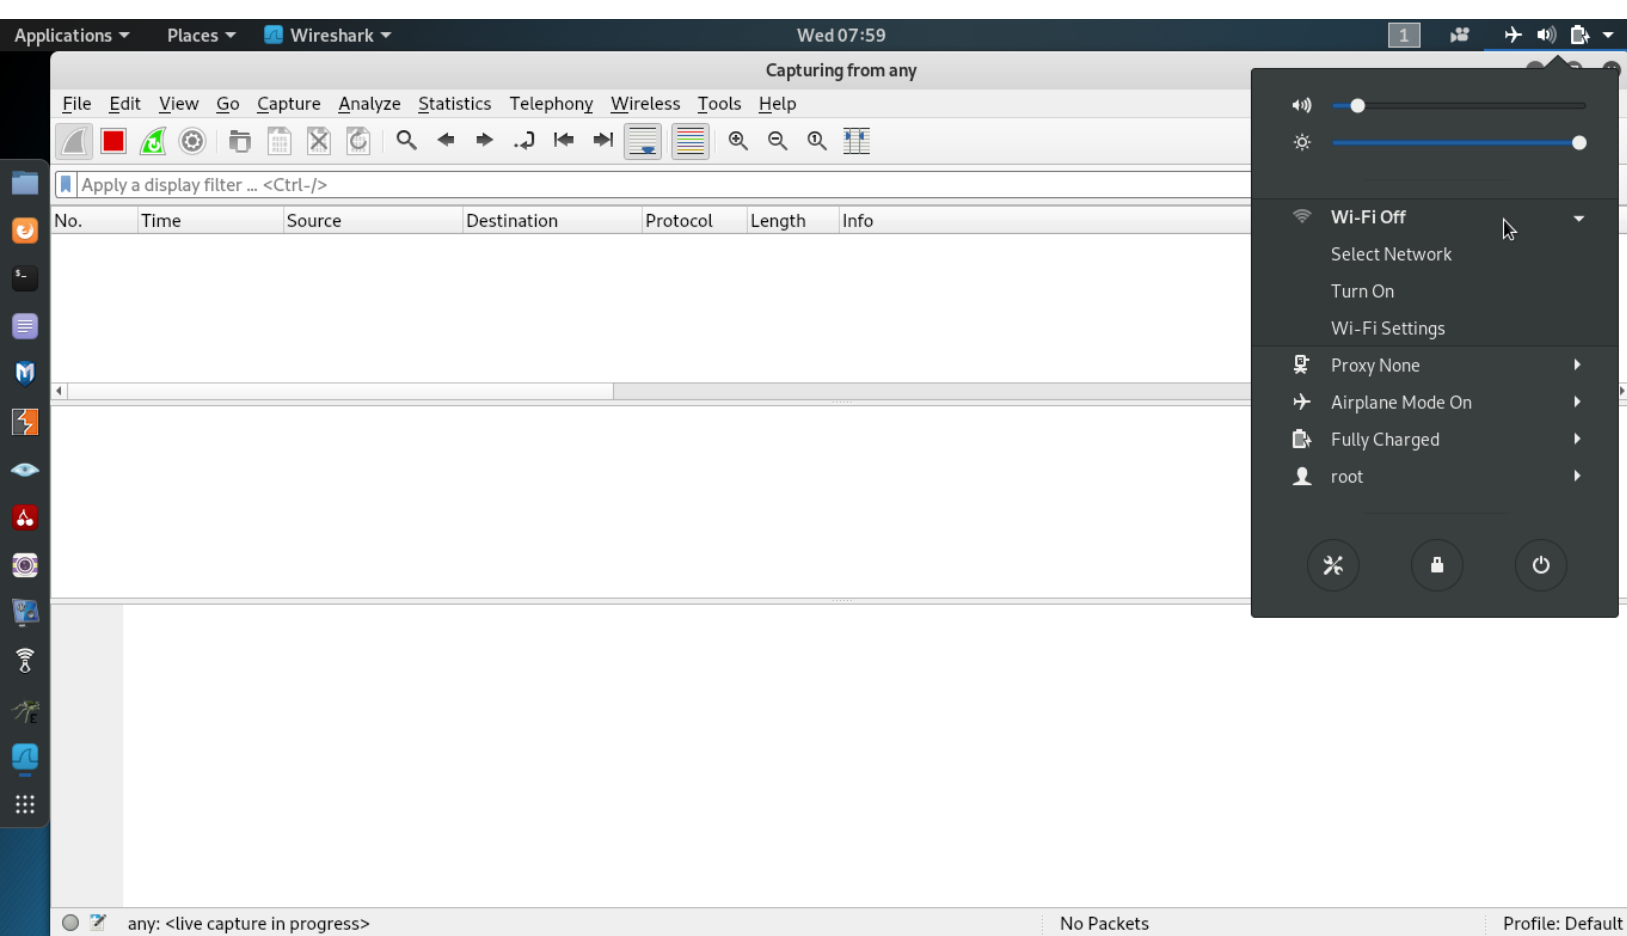 Applications Places Wireshark Wed 07:59 1
Capturing from any
File Edit View Go Capture Analyze Statistics Telephony Wireless Tools Help
Apply a display filter ... <Ctrl-/>
No. Time Source Destination Protocol Length Info
Wi-Fi Off
Select Network
Turn On
Wi-Fi Settings
Proxy None
Airplane Mode On
Fully Charged
root
any: <live capture in progress> No Packets Profile: Default